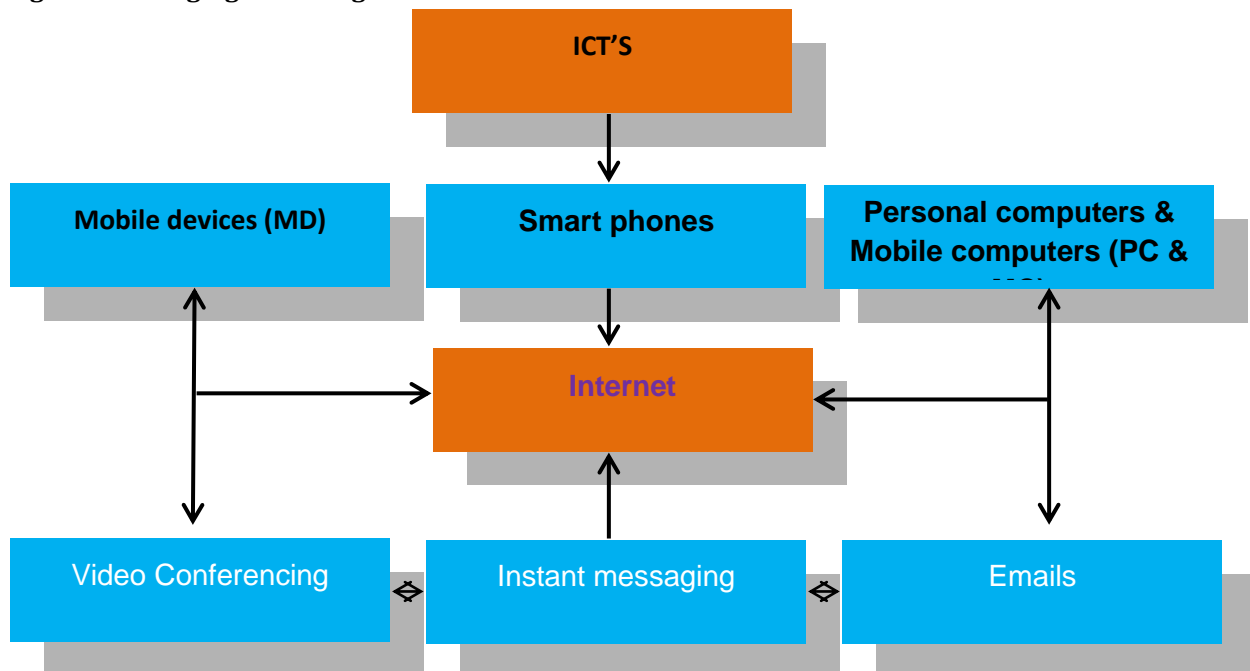 ICT'S
Mobile devices (MD)
Smart phones
Personal computers &
Mobile computers (PC &
Internet
Video Conferencing
Instant messaging
Emails